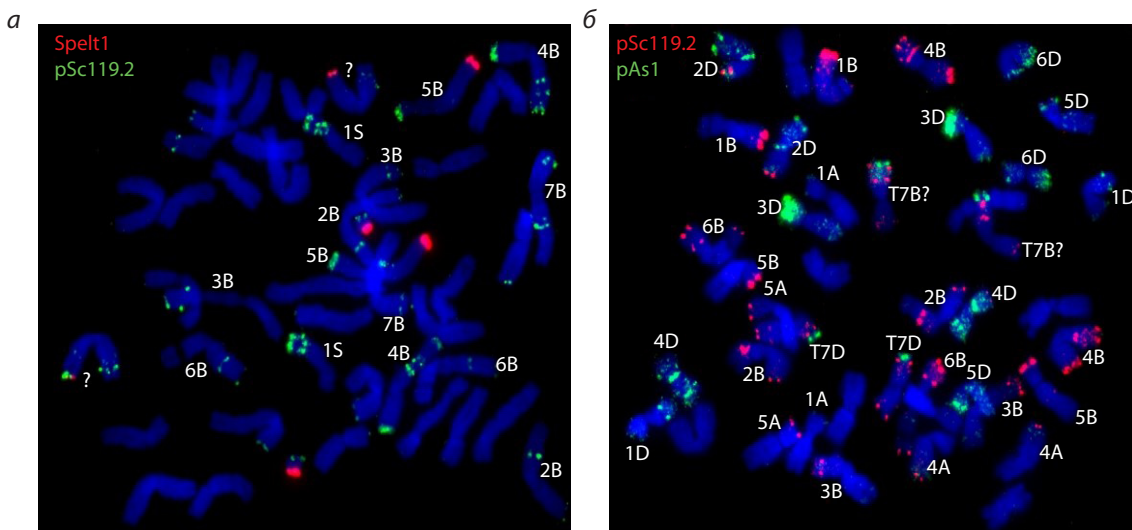 а
Spelt1
pSc119.2
?
5B
4B
1S
3B
7B
2B
5B
3B
7B
1S
4B
6B
6B
?
2B
б
pSc119.2
pAs1
2D
1B
4B
6D
5D
3D
1B
2D
6D
1A
T7B?
1D
3D
6B
T7B?
5B
5A
2B
4D
4D
T7D
T7D
6B
5D
4B
2B
3B
5B
1A
5A
1D
4A
4A
3B